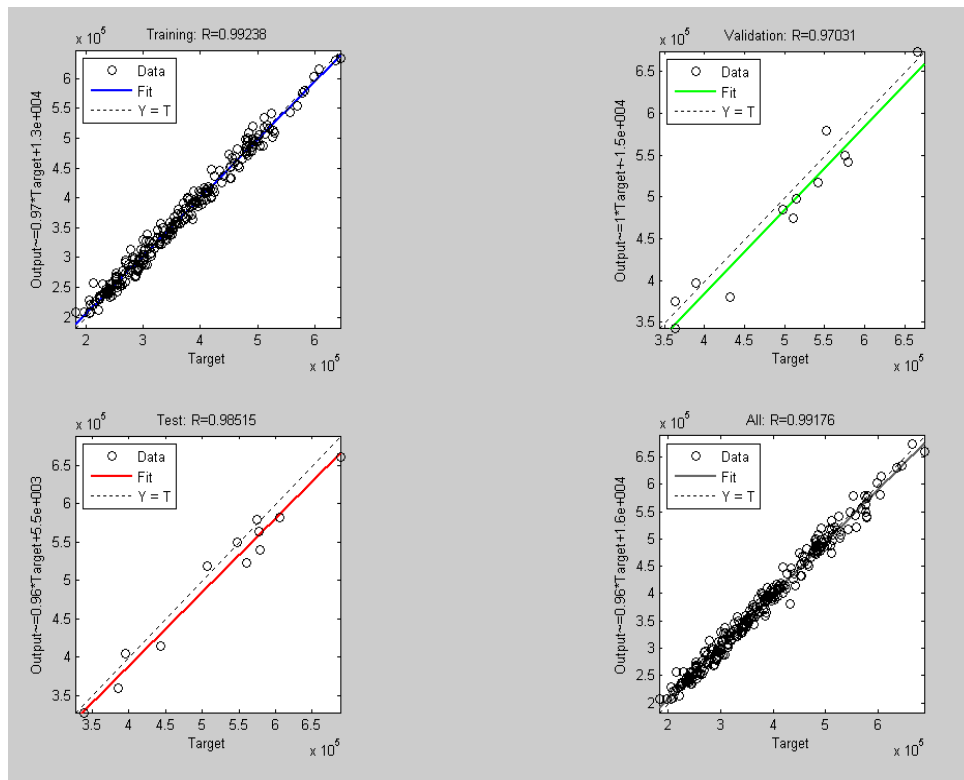 Training: R=0.99238
x 10^5
Output~=0.97*Target+1.3e+004
Data
Fit
Y = T
6
5.5
5
4.5
4
3.5
3
2.5
2
2 3 4 5 6
Target
x 10^5
Validation: R=0.97031
x 10^5
Output~=1*Target+-1.5e+004
Data
Fit
Y = T
6.5
6
5.5
5
4.5
4
3.5
3.5 4 4.5 5 5.5 6 6.5
Target
x 10^5
Test: R=0.98515
x 10^5
Output~=0.96*Target+5.5e+003
Data
Fit
Y = T
6.5
6
5.5
5
4.5
4
3.5
3.5 4 4.5 5 5.5 6 6.5
Target
x 10^5
All: R=0.99176
x 10^5
Output~=0.96*Target+1.6e+004
Data
Fit
Y = T
6.5
6
5.5
5
4.5
4
3.5
3
2.5
2
2 3 4 5 6
Target
x 10^5